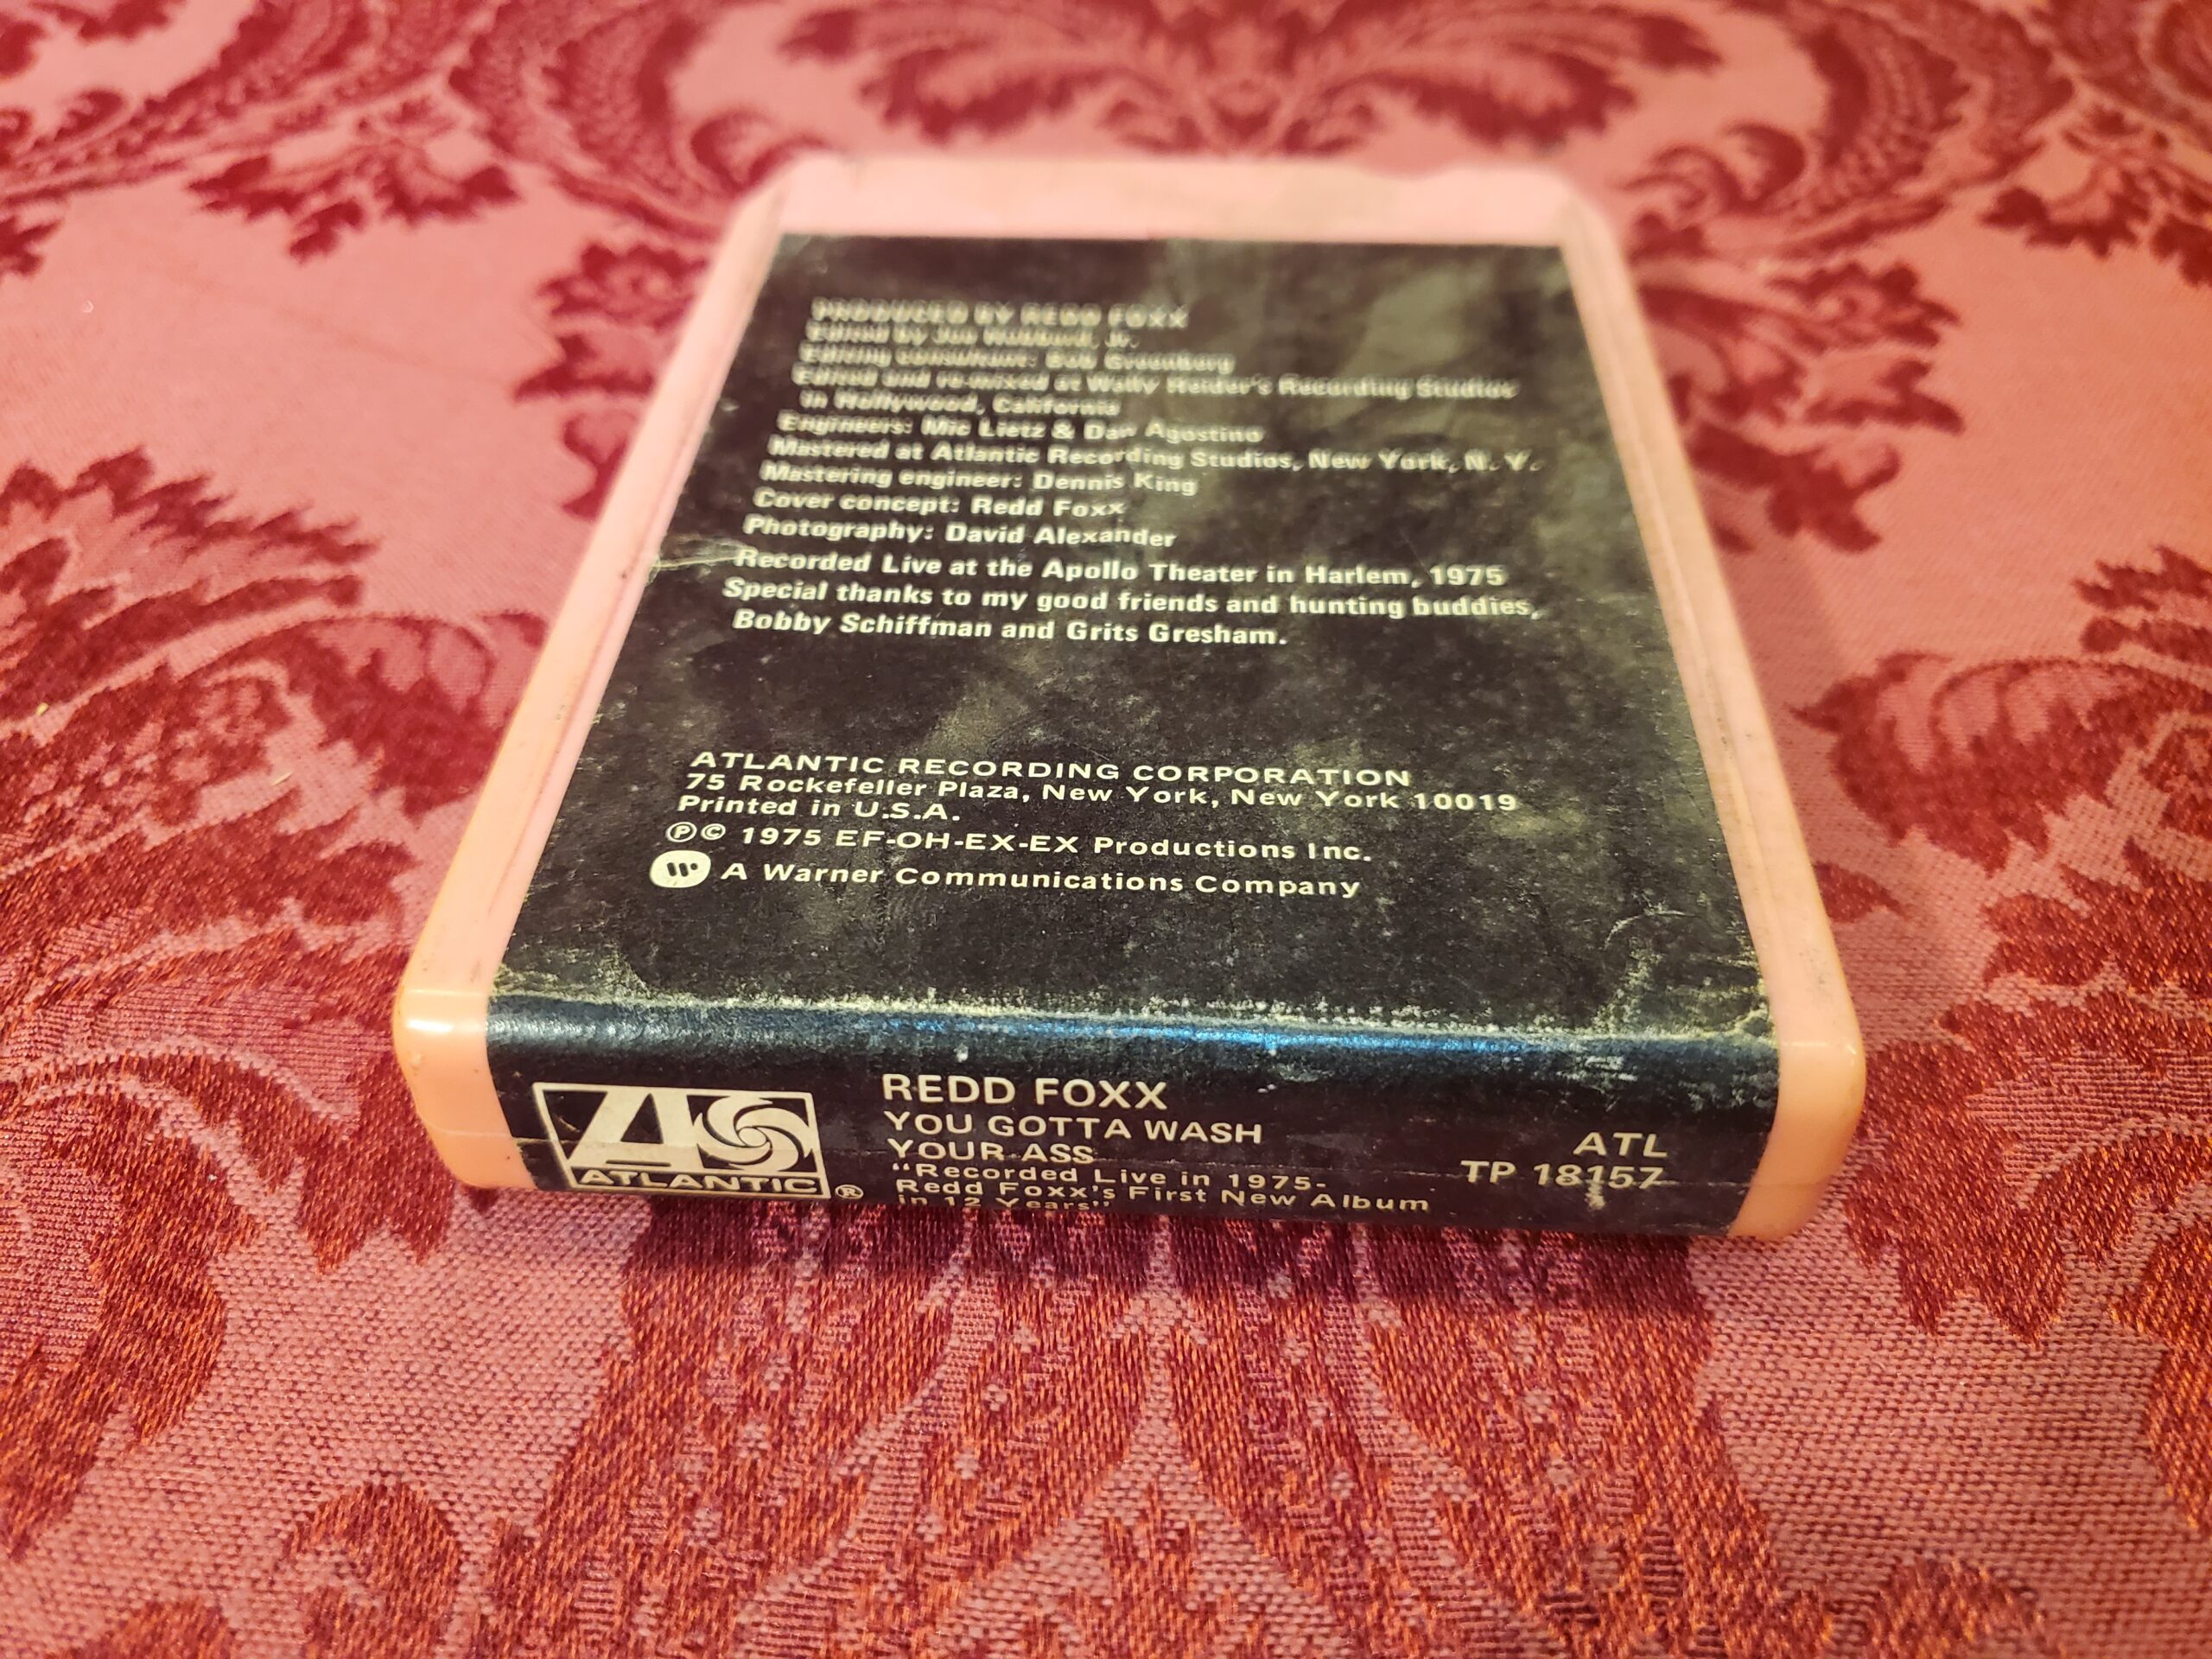 PRODUCED BY REDD FOXX
Edited by Joe Hubbard, Jr.
Editing consultant: Bob Greenberg
Edited and re-mixed at Wally Heider's Recording Studios
in Hollywood, California
Engineers: Mic Lietz & Dan Agostino
Mastered at Atlantic Recording Studios, New York, N.Y.
Mastering engineer: Dennis King
Cover concept: Redd Foxx
Photography: David Alexander
Recorded Live at the Apollo Theater in Harlem, 1975
Special thanks to my good friends and hunting buddies,
Bobby Schiffman and Grits Gresham.
ATLANTIC RECORDING CORPORATION
75 Rockefeller Plaza, New York, New York 10019
Printed in U.S.A.
℗© 1975 EF-OH-EX-EX Productions Inc.
A Warner Communications Company
ATLANTIC®
REDD FOXX
YOU GOTTA WASH
YOUR ASS
"Recorded Live in 1975-
Redd Foxx's First New Album
in 12 Years"
ATL
TP 18157